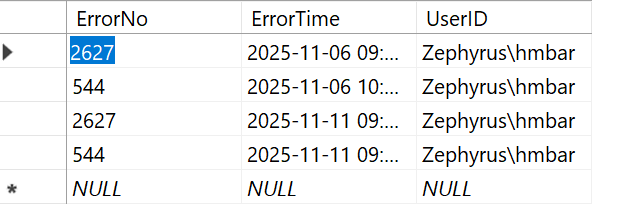 ErrorNo ErrorTime UserID
2627 2025-11-06 09:... Zephyrus\hmbar
544 2025-11-06 10:... Zephyrus\hmbar
2627 2025-11-11 09:... Zephyrus\hmbar
544 2025-11-11 09:... Zephyrus\hmbar
* NULL NULL NULL